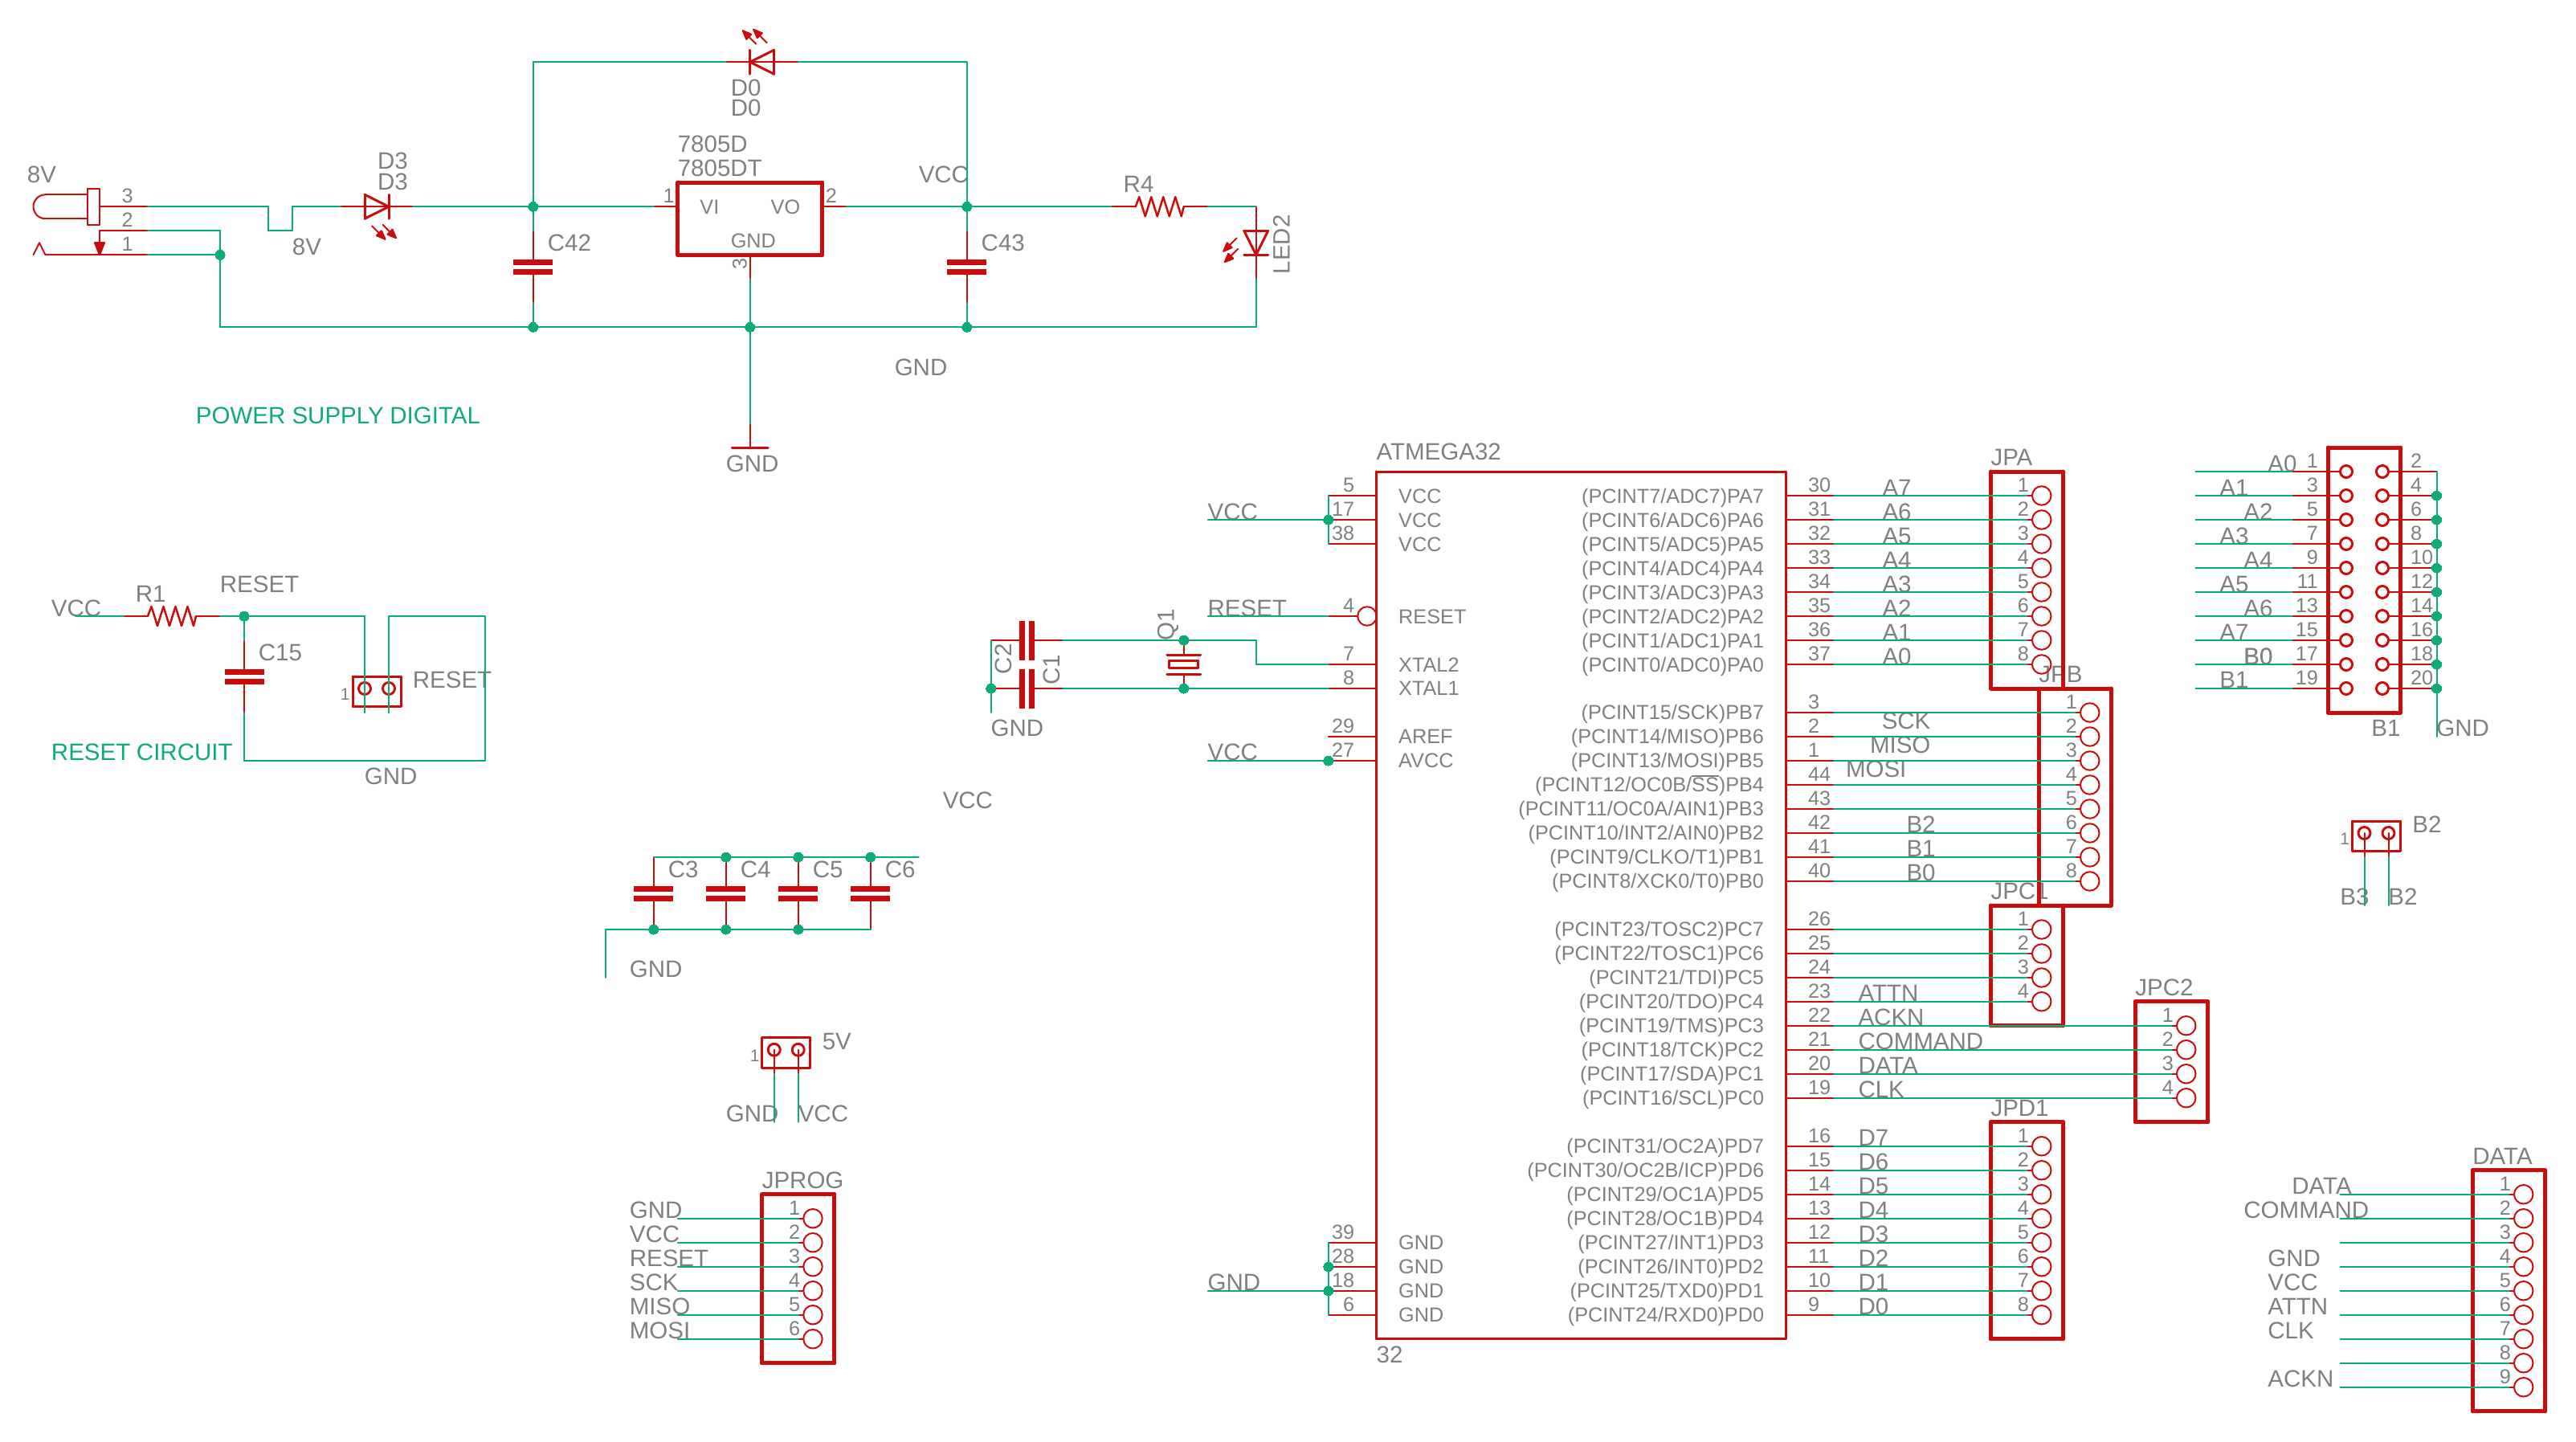 D0
D0
7805D
7805DT
8V
3
2
1
D3
D3
8V
C42
1
VI
VO
2
GND
3
VCC
C43
R4
LED2
GND
GND
POWER SUPPLY DIGITAL
VCC
R1
RESET
C15
1
RESET
GND
RESET CIRCUIT
C2
C1
Q1
GND
VCC
C3
C4
C5
C6
GND
1
5V
GND
VCC
JPROG
GND 1
VCC 2
RESET 3
SCK 4
MISO 5
MOSI 6
ATMEGA32
VCC
5 VCC
17 VCC
38 VCC
RESET 4 RESET
7 XTAL2
8 XTAL1
29 AREF
VCC 27 AVCC
39 GND
28 GND
GND 18 GND
6 GND
32
JPA
(PCINT7/ADC7)PA7 30 A7 1
(PCINT6/ADC6)PA6 31 A6 2
(PCINT5/ADC5)PA5 32 A5 3
(PCINT4/ADC4)PA4 33 A4 4
(PCINT3/ADC3)PA3 34 A3 5
(PCINT2/ADC2)PA2 35 A2 6
(PCINT1/ADC1)PA1 36 A1 7
(PCINT0/ADC0)PA0 37 A0 8
JPB
(PCINT15/SCK)PB7 3 SCK 1
(PCINT14/MISO)PB6 2 MISO 2
(PCINT13/MOSI)PB5 1 MOSI 3
(PCINT12/OC0B/SS)PB4 44 4
(PCINT11/OC0A/AIN1)PB3 43 5
(PCINT10/INT2/AIN0)PB2 42 B2 6
(PCINT9/CLKO/T1)PB1 41 B1 7
(PCINT8/XCK0/T0)PB0 40 B0 8
JPC1
(PCINT23/TOSC2)PC7 26 1
(PCINT22/TOSC1)PC6 25 2
(PCINT21/TDI)PC5 24 3
(PCINT20/TDO)PC4 23 ATTN 4
JPC2
(PCINT19/TMS)PC3 22 ACKN 1
(PCINT18/TCK)PC2 21 COMMAND 2
(PCINT17/SDA)PC1 20 DATA 3
(PCINT16/SCL)PC0 19 CLK 4
JPD1
(PCINT31/OC2A)PD7 16 D7 1
(PCINT30/OC2B/ICP)PD6 15 D6 2
(PCINT29/OC1A)PD5 14 D5 3
(PCINT28/OC1B)PD4 13 D4 4
(PCINT27/INT1)PD3 12 D3 5
(PCINT26/INT0)PD2 11 D2 6
(PCINT25/TXD0)PD1 10 D1 7
(PCINT24/RXD0)PD0 9 D0 8
A0 1 2
A1 3 4
A2 5 6
A3 7 8
A4 9 10
A5 11 12
A6 13 14
A7 15 16
B0 17 18
B1 19 20
B1
GND
1
B2
B3
B2
DATA
DATA 1
COMMAND 2
3
GND 4
VCC 5
ATTN 6
CLK 7
8
ACKN 9